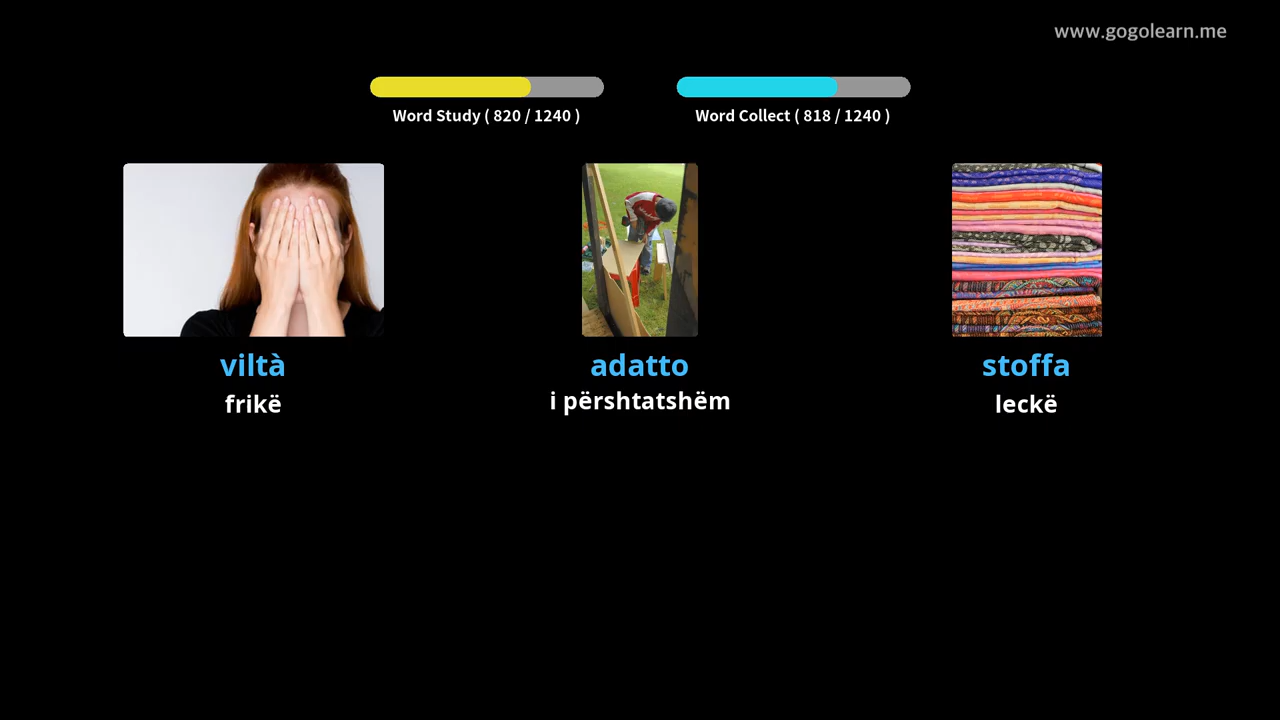 www.gogolearn.me
Word Study ( 820 / 1240 )
Word Collect ( 818 / 1240 )
viltà
frikë
adatto
i përshtatshëm
stoffa
leckë